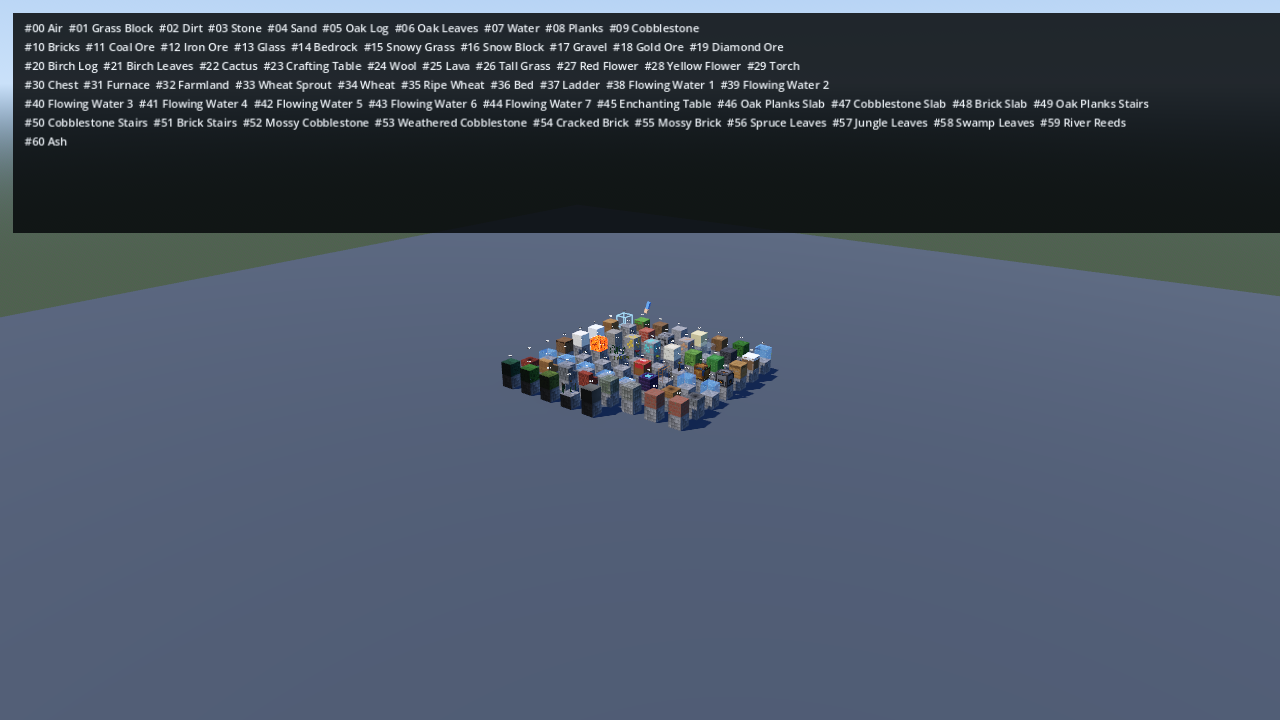 #00 Air #01 Grass Block #02 Dirt #03 Stone #04 Sand #05 Oak Log #06 Oak Leaves #07 Water #08 Planks #09 Cobblestone
#10 Bricks #11 Coal Ore #12 Iron Ore #13 Glass #14 Bedrock #15 Snowy Grass #16 Snow Block #17 Gravel #18 Gold Ore #19 Diamond Ore
#20 Birch Log #21 Birch Leaves #22 Cactus #23 Crafting Table #24 Wool #25 Lava #26 Tall Grass #27 Red Flower #28 Yellow Flower #29 Torch
#30 Chest #31 Furnace #32 Farmland #33 Wheat Sprout #34 Wheat #35 Ripe Wheat #36 Bed #37 Ladder #38 Flowing Water 1 #39 Flowing Water 2
#40 Flowing Water 3 #41 Flowing Water 4 #42 Flowing Water 5 #43 Flowing Water 6 #44 Flowing Water 7 #45 Enchanting Table #46 Oak Planks Slab #47 Cobblestone Slab #48 Brick Slab #49 Oak Planks Stairs
#50 Cobblestone Stairs #51 Brick Stairs #52 Mossy Cobblestone #53 Weathered Cobblestone #54 Cracked Brick #55 Mossy Brick #56 Spruce Leaves #57 Jungle Leaves #58 Swamp Leaves #59 River Reeds
#60 Ash